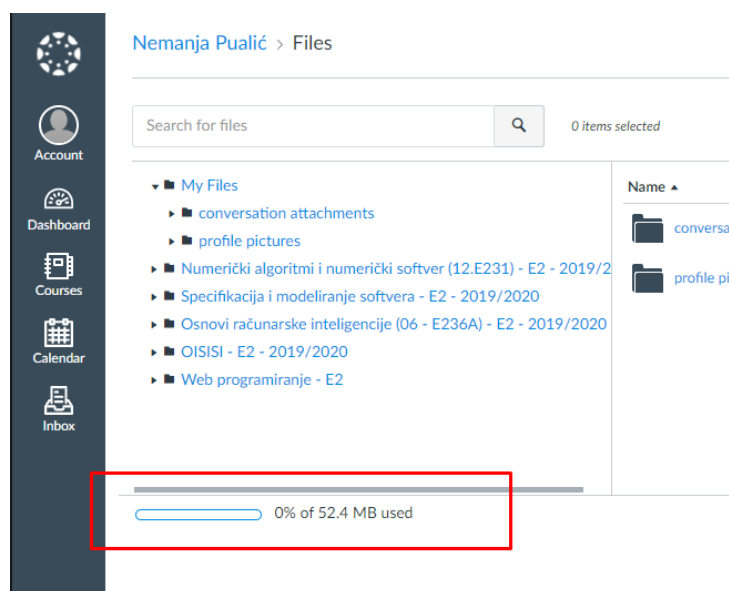 Nemanja Pualić > Files
Search for files
0 items selected
Account
Dashboard
Courses
Calendar
Inbox
My Files
conversation attachments
profile pictures
Numerički algoritmi i numerički softver (12.E231) - E2 - 2019/2
Specifikacija i modeliranje softvera - E2 - 2019/2020
Osnovi računarske inteligencije (06 - E236A) - E2 - 2019/2020
OISISI - E2 - 2019/2020
Web programiranje - E2
Name
conversa
profile pi
0% of 52.4 MB used